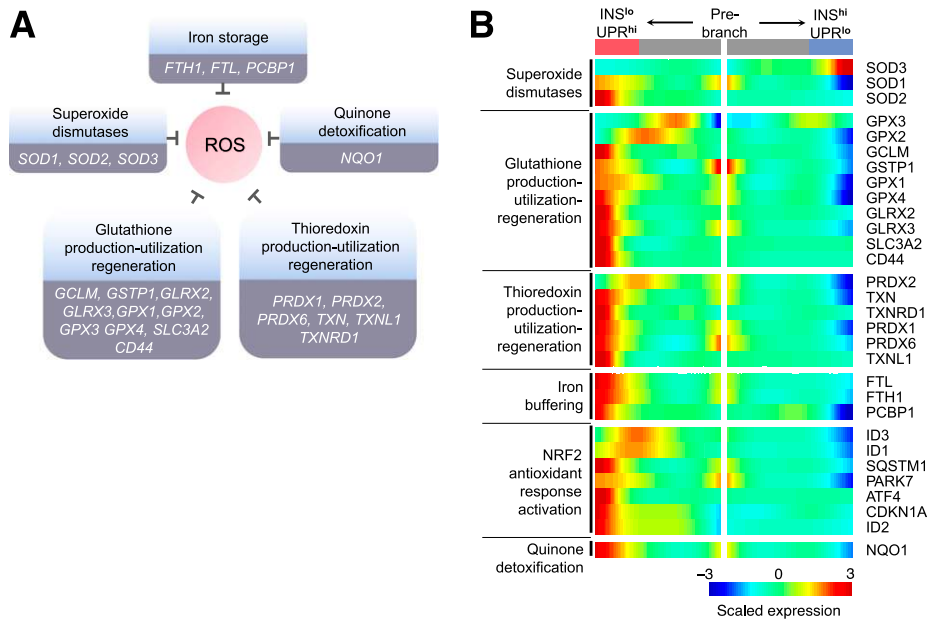 A
Iron storage
FTH1, FTL, PCBP1
Superoxide
dismutases
SOD1, SOD2, SOD3
ROS
Quinone
detoxification
NQO1
Glutathione
production-utilization
regeneration
GCLM, GSTP1,GLRX2,
GLRX3,GPX1,GPX2,
GPX3 GPX4, SLC3A2
CD44
Thioredoxin
production-utilization
regeneration
PRDX1, PRDX2,
PRDX6, TXN, TXNL1
TXNRD1
B
INSlo
UPRhi
Pre-
branch
INShi
UPRlo
Superoxide
dismutases
SOD3
SOD1
SOD2
Glutathione
production-
utilization-
regeneration
GPX3
GPX2
GCLM
GSTP1
GPX1
GPX4
GLRX2
GLRX3
SLC3A2
CD44
Thioredoxin
production-
utilization-
regeneration
PRDX2
TXN
TXNRD1
PRDX1
PRDX6
TXNL1
Iron
buffering
FTL
FTH1
PCBP1
NRF2
antioxidant
response
activation
ID3
ID1
SQSTM1
PARK7
ATF4
CDKN1A
ID2
Quinone
detoxification
NQO1
–3 0 3
Scaled expression